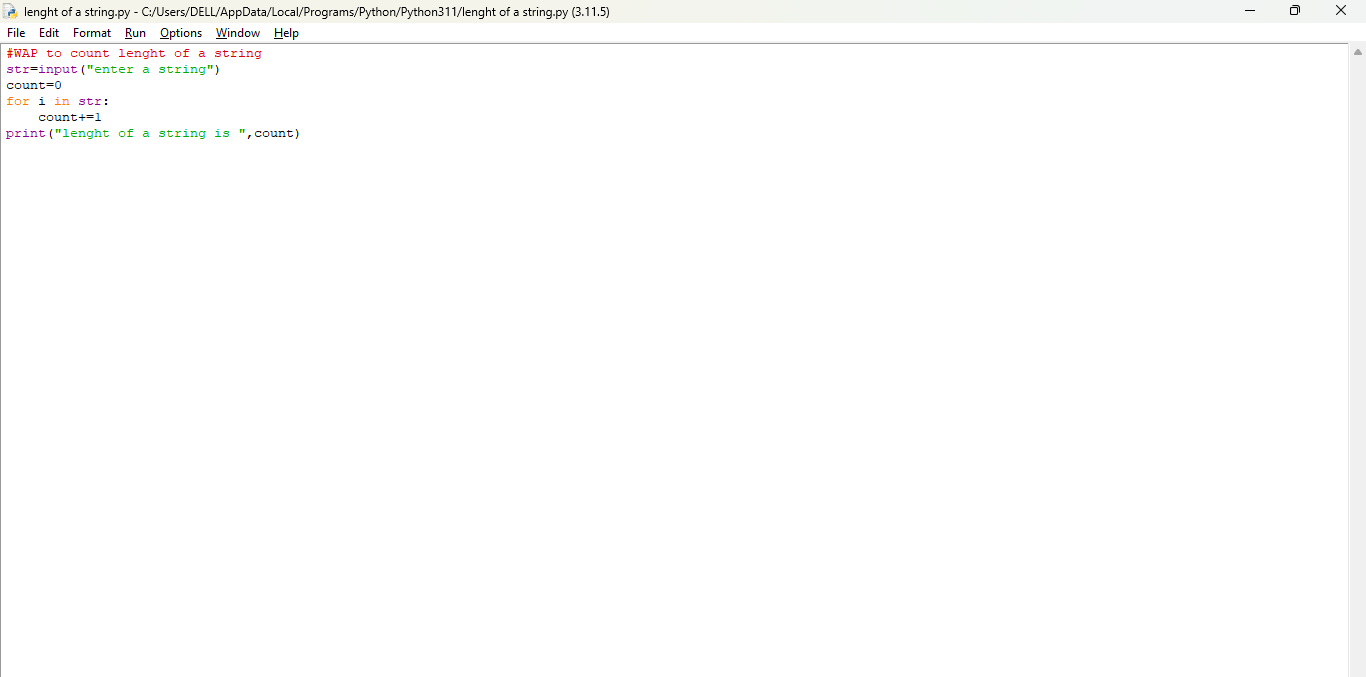 lenght of a string.py - C:/Users/DELL/AppData/Local/Programs/Python/Python311/lenght of a string.py (3.11.5)
File Edit Format Run Options Window Help
#WAP to count lenght of a string
str=input("enter a string")
count=0
for i in str:
    count+=1
print("lenght of a string is ",count)